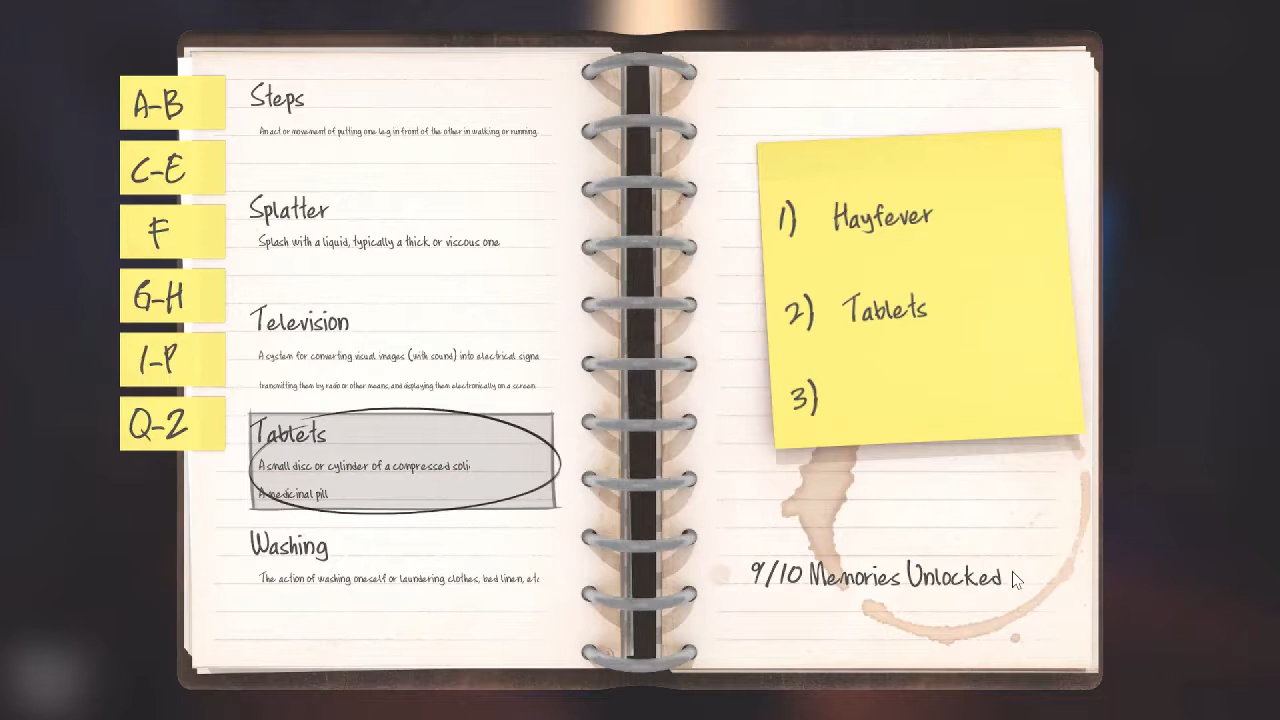 A-B
C-E
F
G-H
I-P
Q-Z
Steps
An act or movement of putting one leg in front of the other in walking or running.
Splatter
Splash with a liquid, typically a thick or viscous one
Television
A system for converting visual images (with sound) into electrical signa
transmitting them by radio or other means, and displaying them electronically on a screen.
Tablets
A small disc or cylinder of a compressed soli
A medicinal pill
Washing
The action of washing oneself or laundering clothes, bed linen, etc
1) Hayfever
2) Tablets
3)
9/10 Memories Unlocked